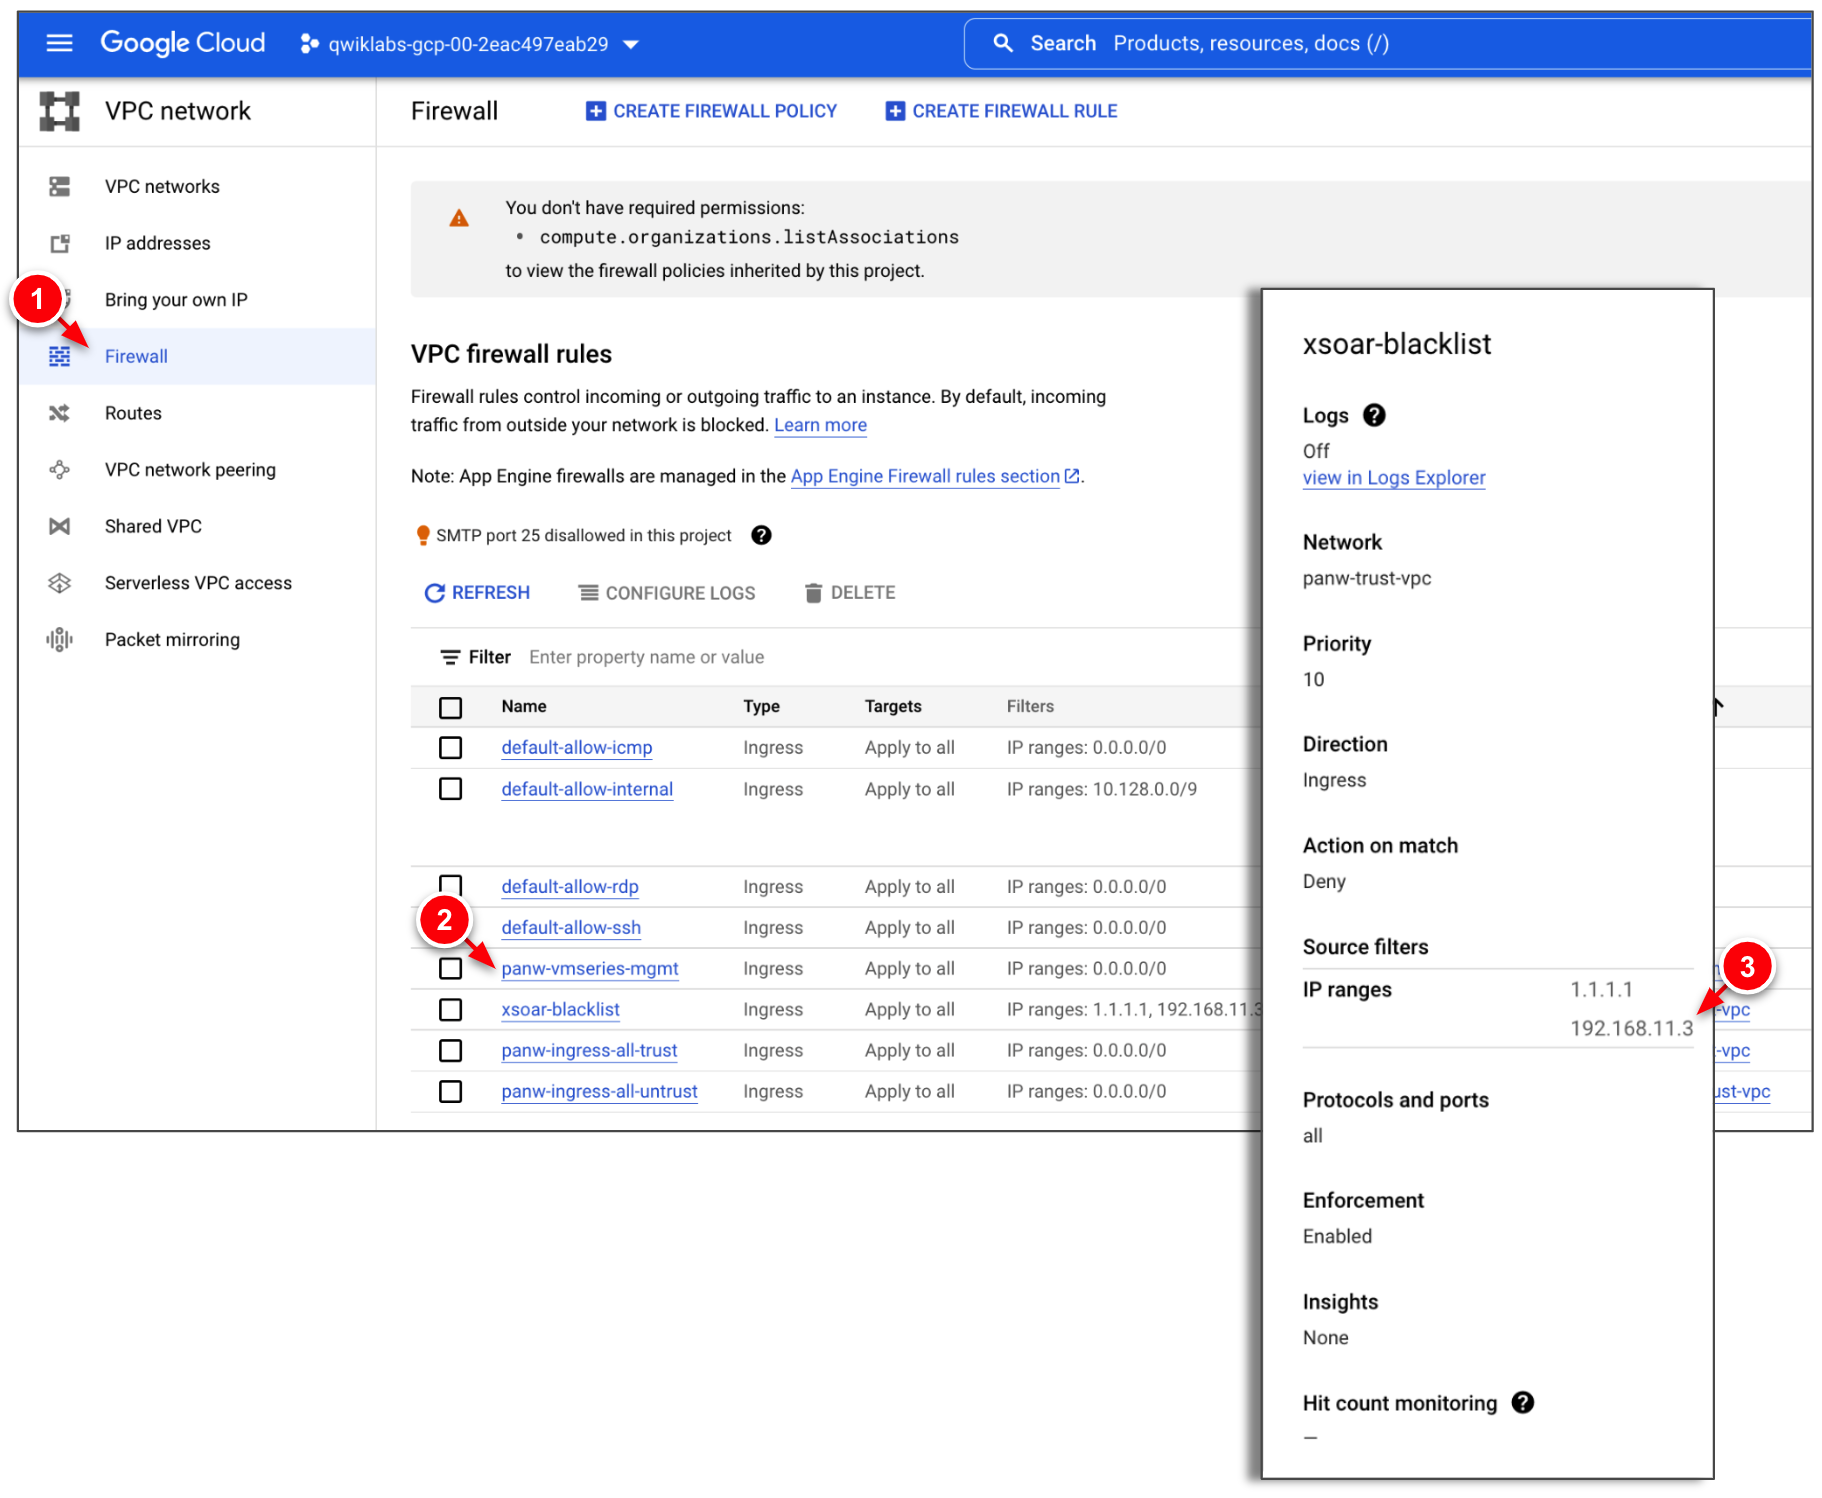 Google Cloud
qwiklabs-gcp-00-2eac497eab29
Search Products, resources, docs (/)
VPC network
Firewall
CREATE FIREWALL POLICY
CREATE FIREWALL RULE
VPC networks
IP addresses
Bring your own IP
Firewall
Routes
VPC network peering
Shared VPC
Serverless VPC access
Packet mirroring
1
You don't have required permissions:
• compute.organizations.listAssociations
to view the firewall policies inherited by this project.
VPC firewall rules
Firewall rules control incoming or outgoing traffic to an instance. By default, incoming
traffic from outside your network is blocked. Learn more
Note: App Engine firewalls are managed in the App Engine Firewall rules section.
SMTP port 25 disallowed in this project ?
REFRESH CONFIGURE LOGS DELETE
Filter Enter property name or value
Name Type Targets Filters
default-allow-icmp Ingress Apply to all IP ranges: 0.0.0.0/0
default-allow-internal Ingress Apply to all IP ranges: 10.128.0.0/9
default-allow-rdp Ingress Apply to all IP ranges: 0.0.0.0/0
default-allow-ssh Ingress Apply to all IP ranges: 0.0.0.0/0
2
panw-vmseries-mgmt Ingress Apply to all IP ranges: 0.0.0.0/0
xsoar-blacklist Ingress Apply to all IP ranges: 1.1.1.1, 192.168.11.3
-vpc
panw-ingress-all-trust Ingress Apply to all IP ranges: 0.0.0.0/0
-vpc
panw-ingress-all-untrust Ingress Apply to all IP ranges: 0.0.0.0/0
ust-vpc
xsoar-blacklist
Logs ?
Off
view in Logs Explorer
Network
panw-trust-vpc
Priority
10
Direction
Ingress
Action on match
Deny
Source filters
IP ranges 1.1.1.1
192.168.11.3
3
Protocols and ports
all
Enforcement
Enabled
Insights
None
Hit count monitoring ?
—